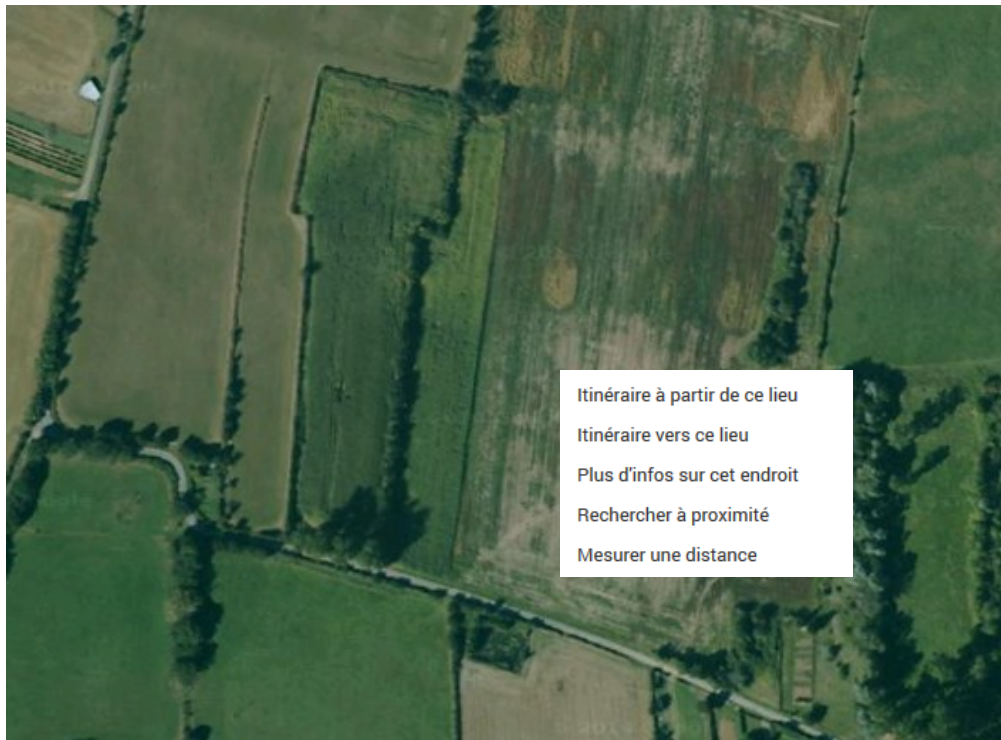 Itinéraire à partir de ce lieu
Itinéraire vers ce lieu
Plus d'infos sur cet endroit
Rechercher à proximité
Mesurer une distance